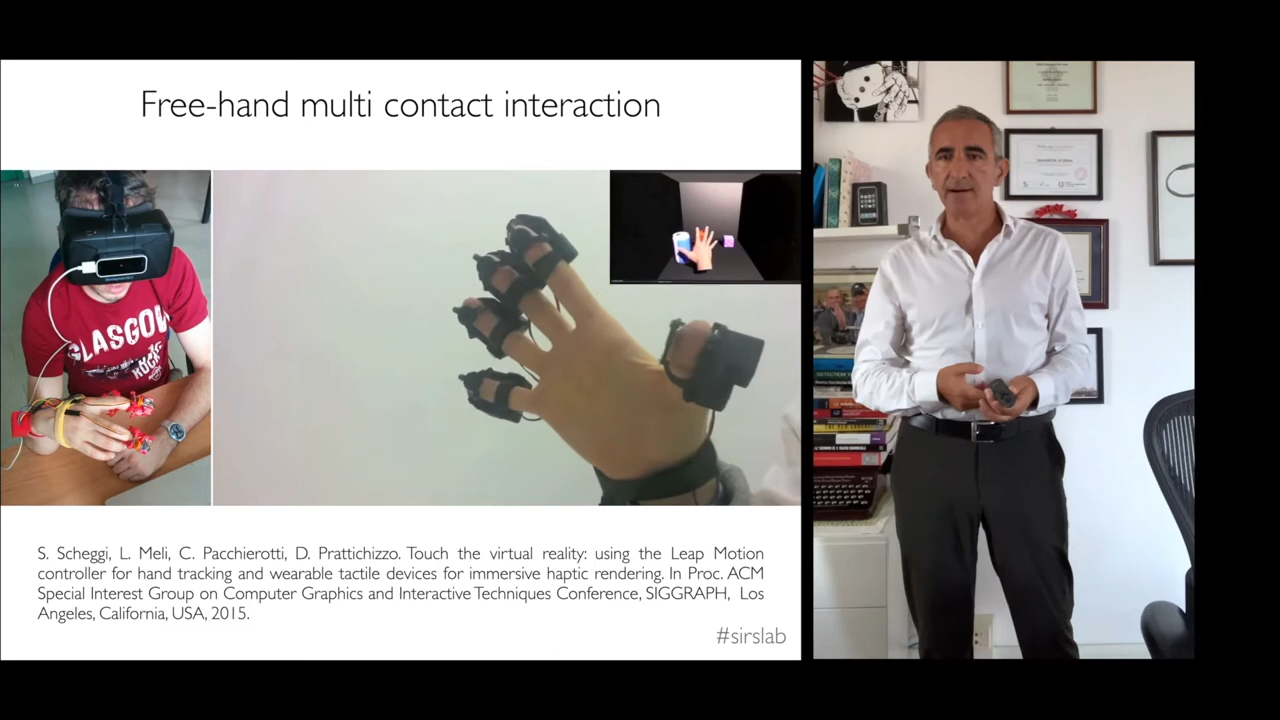 Free-hand multi contact interaction
GLASGOW
ROCKS
S. Scheggi, L. Meli, C. Pacchierotti, D. Prattichizzo. Touch the virtual reality: using the Leap Motion
controller for hand tracking and wearable tactile devices for immersive haptic rendering. In Proc. ACM
Special Interest Group on Computer Graphics and Interactive Techniques Conference, SIGGRAPH, Los
Angeles, California, USA, 2015.
#sirslab